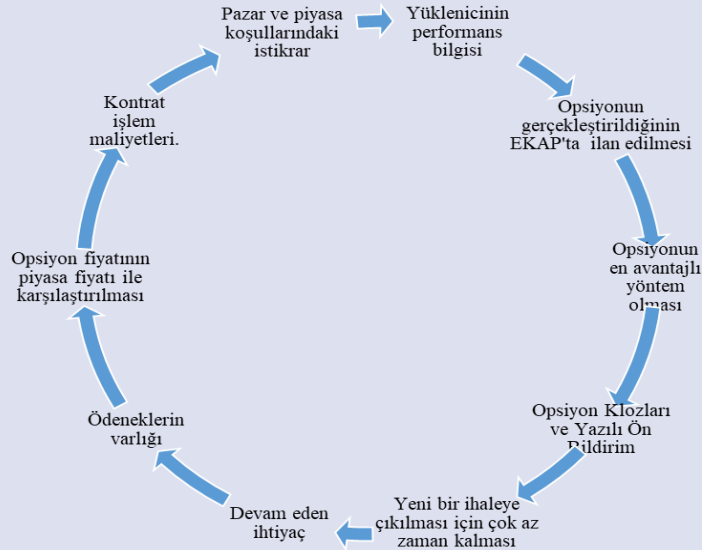 Pazar ve piyasa
koşullarındaki
istikrar
Yüklenicinin
performans
bilgisi
Opsiyonun
gerçekleştirildiğinin
EKAP'ta ilan edilmesi
Opsiyonun
en avantajlı
yöntem
olması
Opsiyon Klozları
ve Yazılı Ön
Bildirim
Yeni bir ihaleye
çıkılması için çok az
zaman kalması
Devam eden
ihtiyaç
Ödeneklerin
varlığı
Opsiyon fiyatının
piyasa fiyatı ile
karşılaştırılması
Kontrat
işlem
maliyetleri.